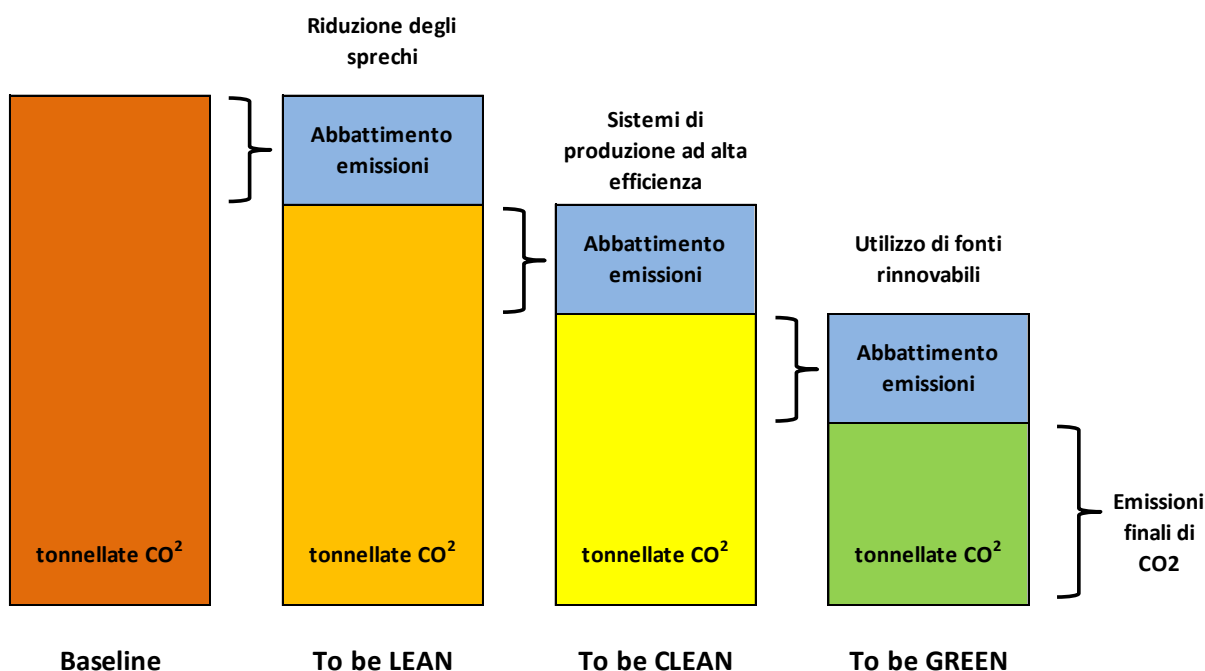 Riduzione degli
sprechi
Abbattimento
emissioni
Sistemi di
produzione ad alta
efficienza
Abbattimento
emissioni
Utilizzo di fonti
rinnovabili
Abbattimento
emissioni
tonnellate CO²
tonnellate CO²
tonnellate CO²
tonnellate CO²
Emissioni
finali di
CO2
Baseline
To be LEAN
To be CLEAN
To be GREEN